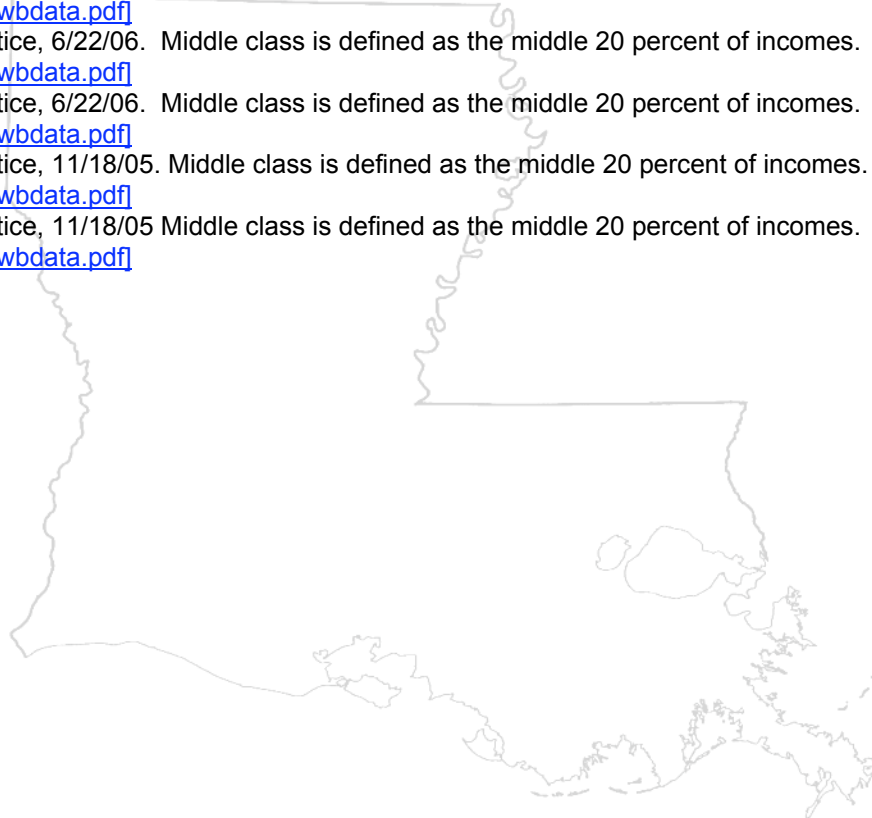 wbdata.pdf]
tice, 6/22/06.  Middle class is defined as the middle 20 percent of incomes.
wbdata.pdf]
tice, 6/22/06.  Middle class is defined as the middle 20 percent of incomes.
wbdata.pdf]
tice, 11/18/05. Middle class is defined as the middle 20 percent of incomes.
wbdata.pdf]
tice, 11/18/05 Middle class is defined as the middle 20 percent of incomes.
wbdata.pdf]